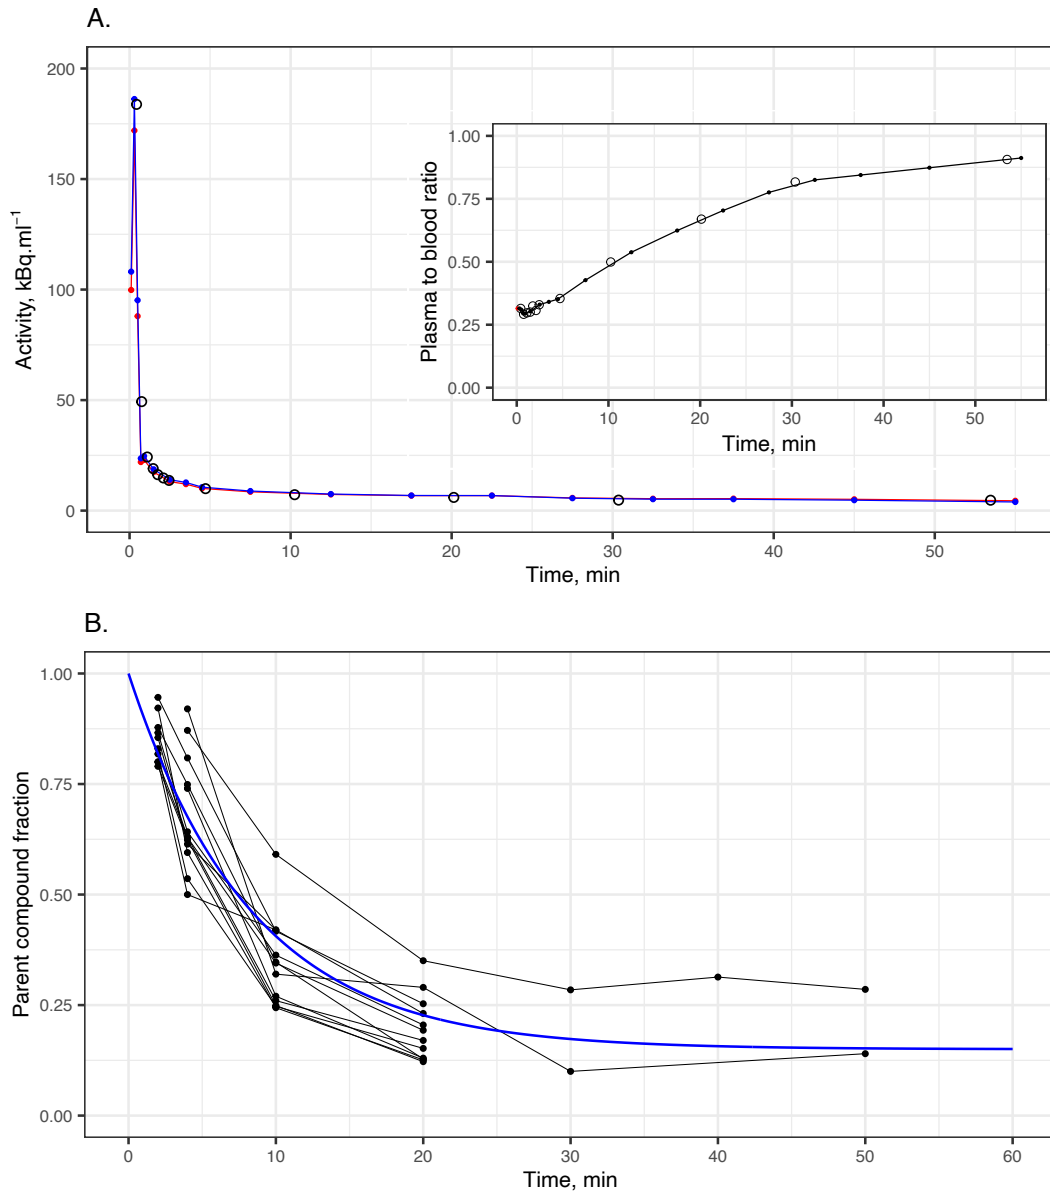 A.
Activity, kBq.ml⁻¹
200
150
100
50
0
0 10 20 30 40 50
Time, min
Plasma to blood ratio
1.00
0.75
0.50
0.25
0.00
0 10 20 30 40 50
Time, min
B.
Parent compound fraction
1.00
0.75
0.50
0.25
0.00
0 10 20 30 40 50 60
Time, min